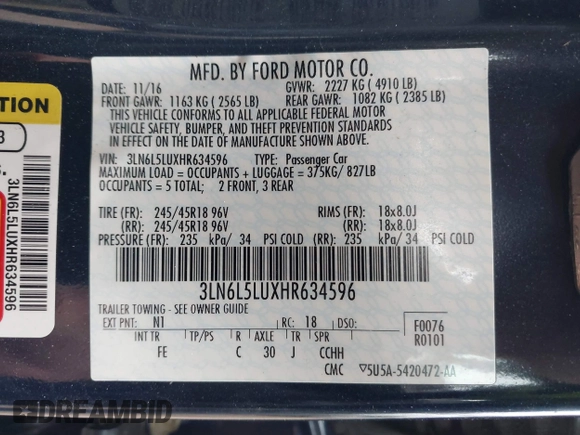 MFD. BY FORD MOTOR CO.
DATE: 11/16 GVWR: 2227 KG ( 4910 LB)
FRONT GAWR: 1163 KG ( 2565 LB) REAR GAWR: 1082 KG ( 2385 LB)
THIS VEHICLE CONFORMS TO ALL APPLICABLE FEDERAL MOTOR
VEHICLE SAFETY, BUMPER, AND THEFT PREVENTION STANDARDS
IN EFFECT ON THE DATE OF MANUFACTURE SHOWN ABOVE.
VIN: 3LN6L5LUXHR634596 TYPE: Passenger Car
MAXIMUM LOAD = OCCUPANTS + LUGGAGE = 375KG/ 827LB
OCCUPANTS = 5 TOTAL; 2 FRONT, 3 REAR
TIRE (FR): 245/45R18 96V RIMS (FR): 18x8.0J
(RR): 245/45R18 96V (RR): 18x8.0J
PRESSURE (FR): 235 kPa/ 34 PSI COLD (RR): 235 kPa/ 34 PSI COLD
3LN6L5LUXHR634596
TRAILER TOWING - SEE OWNER GUIDE
EXT PNT: N1 RC: 18 DSO: F0076
R0101
INT TR TP/PS R AXLE TR SPR
FE C 30 J CCHH
CMC 5U5A-5420472-AA
TION
3
S.
3LN6L5LUXHR634596
DREAMBID